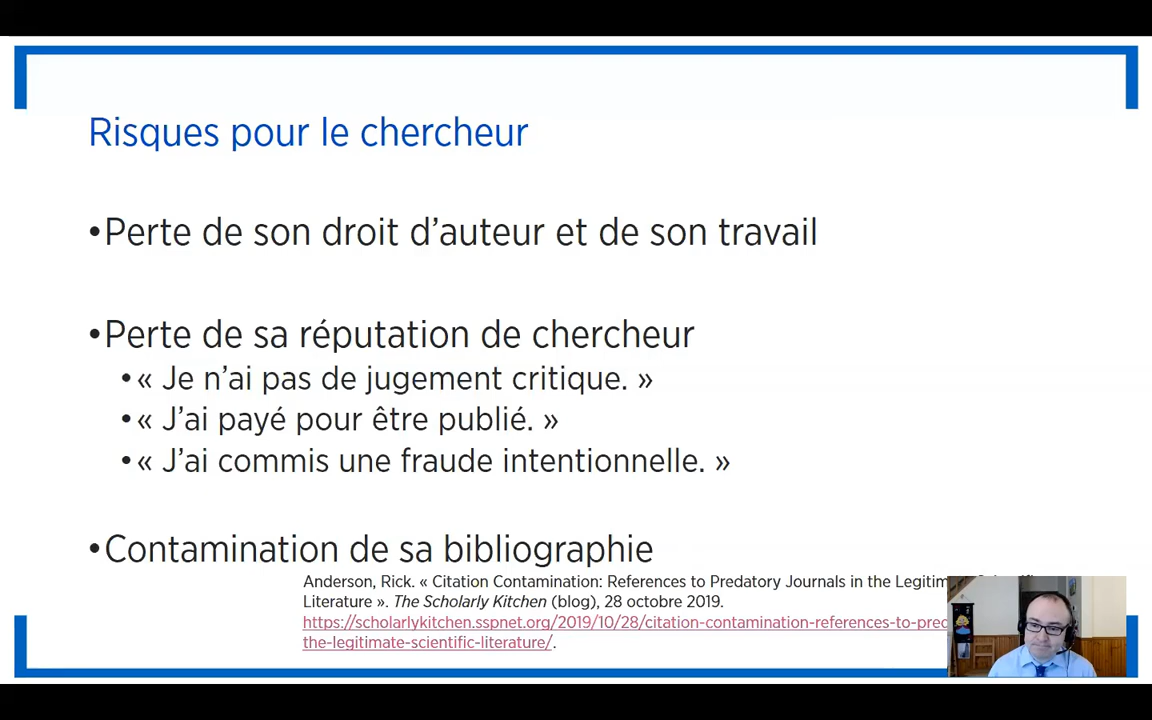 Risques pour le chercheur
•Perte de son droit d’auteur et de son travail
•Perte de sa réputation de chercheur
•« Je n’ai pas de jugement critique. »
•« J’ai payé pour être publié. »
•« J’ai commis une fraude intentionnelle. »
•Contamination de sa bibliographie
Anderson, Rick. « Citation Contamination: References to Predatory Journals in the
Literature ». The Scholarly Kitchen (blog), 28 octobre 2019.
https://scholarlykitchen.sspnet.org/2019/10/28/citation-contamination-references-to-pred
the-legitimate-scientific-literature/.